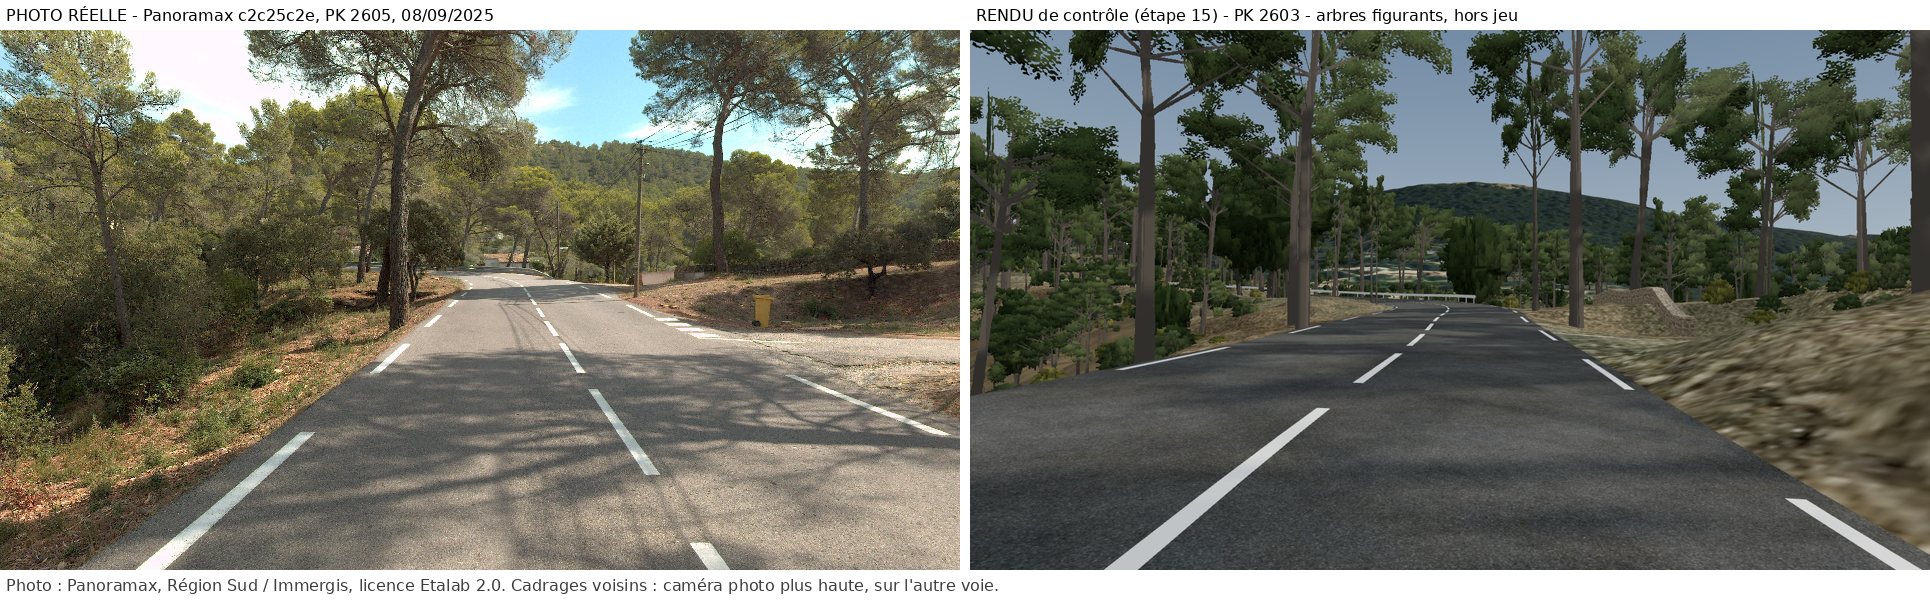 PHOTO RÉELLE - Panoramax c2c25c2e, PK 2605, 08/09/2025
RENDU de contrôle (étape 15) - PK 2603 - arbres figurants, hors jeu
Photo : Panoramax, Région Sud / Immergis, licence Etalab 2.0. Cadrages voisins : caméra photo plus haute, sur l'autre voie.